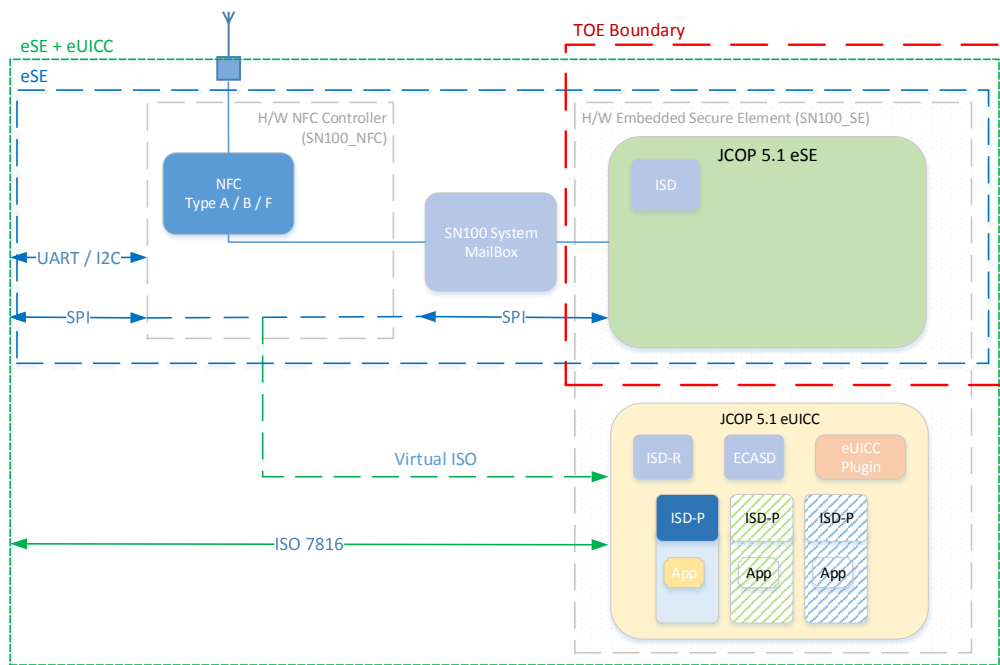 TOE Boundary
eSE + eUICC
eSE
H/W NFC Controller
(SN100_NFC)
H/W Embedded Secure Element (SN100_SE)
JCOP 5.1 eSE
ISD
NFC
Type A / B / F
SN100 System
MailBox
UART / I2C
SPI
SPI
JCOP 5.1 eUICC
ISD-R
ECASD
eUICC
Plugin
Virtual ISO
ISD-P
ISD-P
ISD-P
ISO 7816
App
App
App